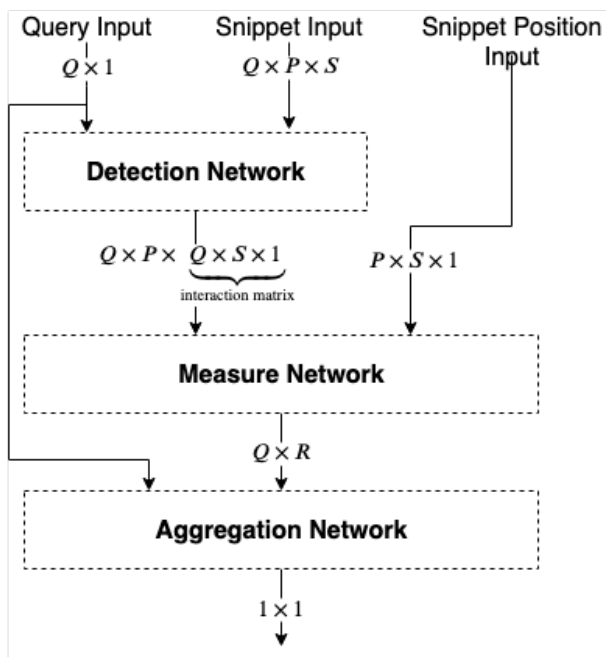 Query Input
Snippet Input
Snippet Position
Input
Q × 1
Q × P × S
Detection Network
Q × P × Q × S × 1
interaction matrix
P × S × 1
Measure Network
Q × R
Aggregation Network
1 × 1